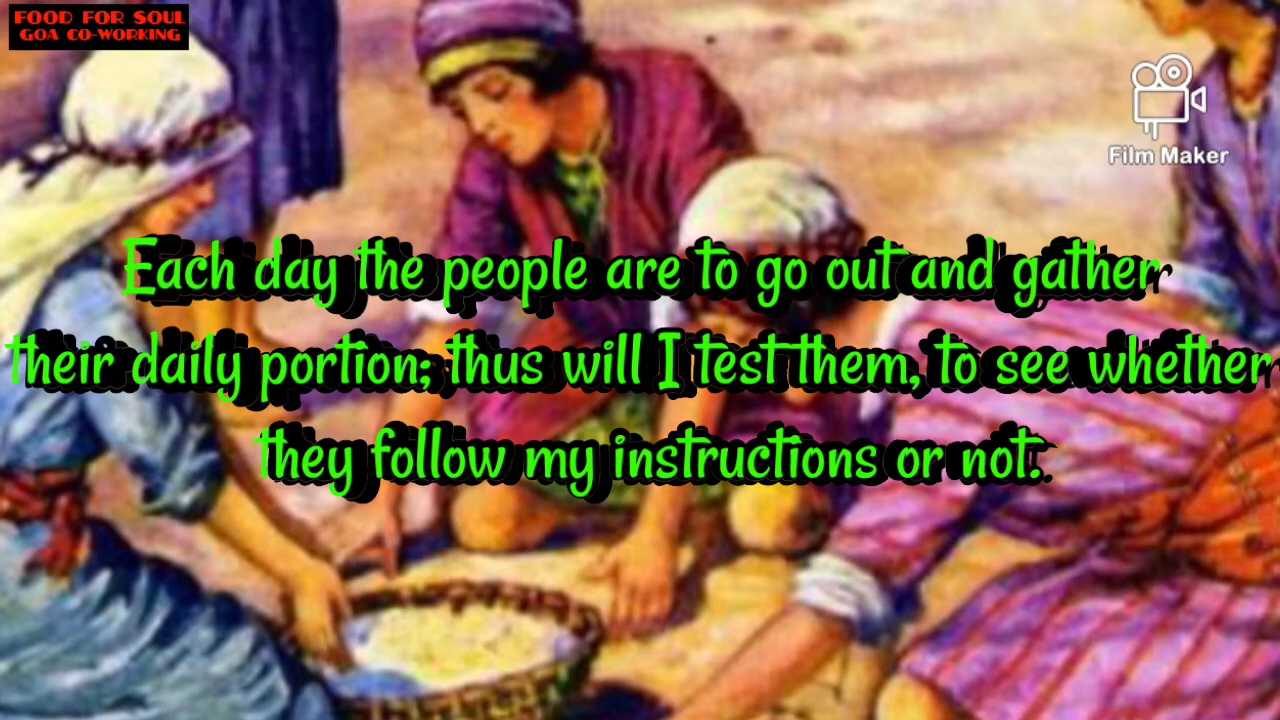 FOOD FOR SOUL
GOA CO-WORKING
Film Maker
Each day the people are to go out and gather
their daily portion; thus will I test them, to see whether
they follow my instructions or not.